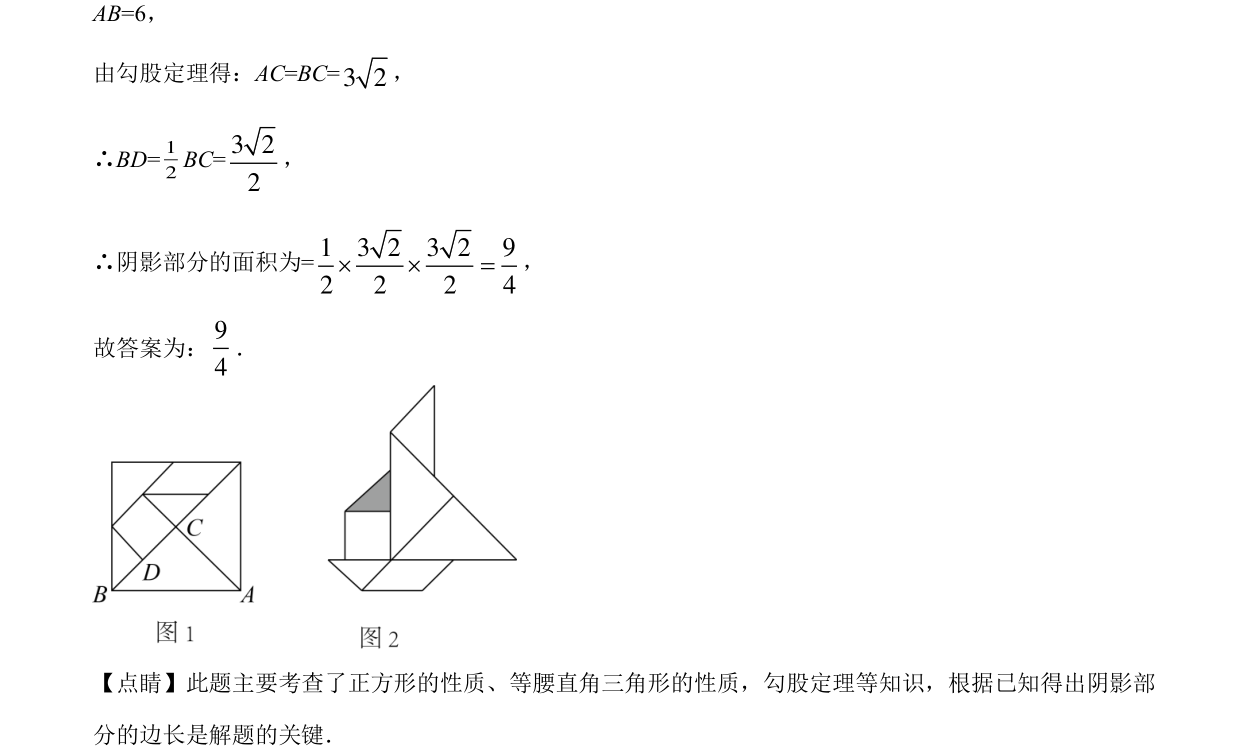 AB=6，
由勾股定理得：AC=BC=3√2，
∴BD=1/2 BC=3√2/2，
∴阴影部分的面积为=1/2×3√2/2×3√2/2=9/4，
故答案为：9/4．
C
D
B
A
图 1
图 2
【点睛】此题主要考查了正方形的性质、等腰直角三角形的性质，勾股定理等知识，根据已知得出阴影部
分的边长是解题的关键．